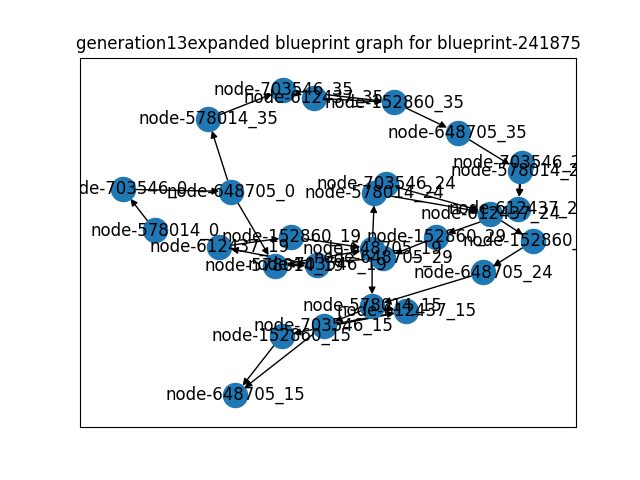 generation13expanded blueprint graph for blueprint-241875
node-703546_35
node-612437_35
node-152860_35
node-578014_35
node-648705_35
node-703546_2
node-578014_2
node-703546_24
node-578014_24
de-703546_0
node-648705_0
node-612437_2
node-612437_24
node-578014_0
node-152860_19
node-152860_29
node-152860_
node-612437_19
node-648705_19
node-648705_29
node-578014_19
node-703546_19
node-648705_24
node-578014_15
node-612437_15
node-703546_15
node-152860_15
node-648705_15